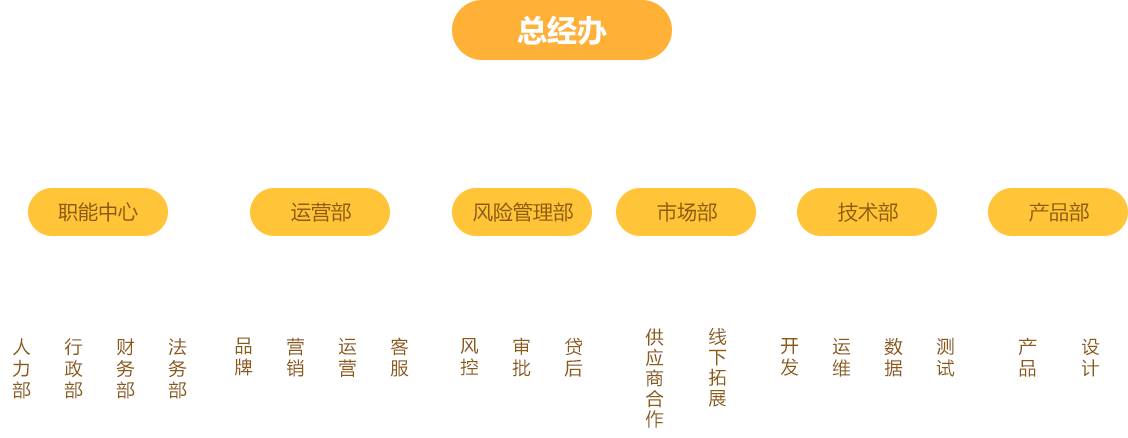 总经办
职能中心
运营部
风险管理部
市场部
技术部
产品部
人力部
行政部
财务部
法务部
品牌
营销
运营
客服
风控
审批
贷后
供应商合作
线下拓展
开发
运维
数据
测试
产品
设计